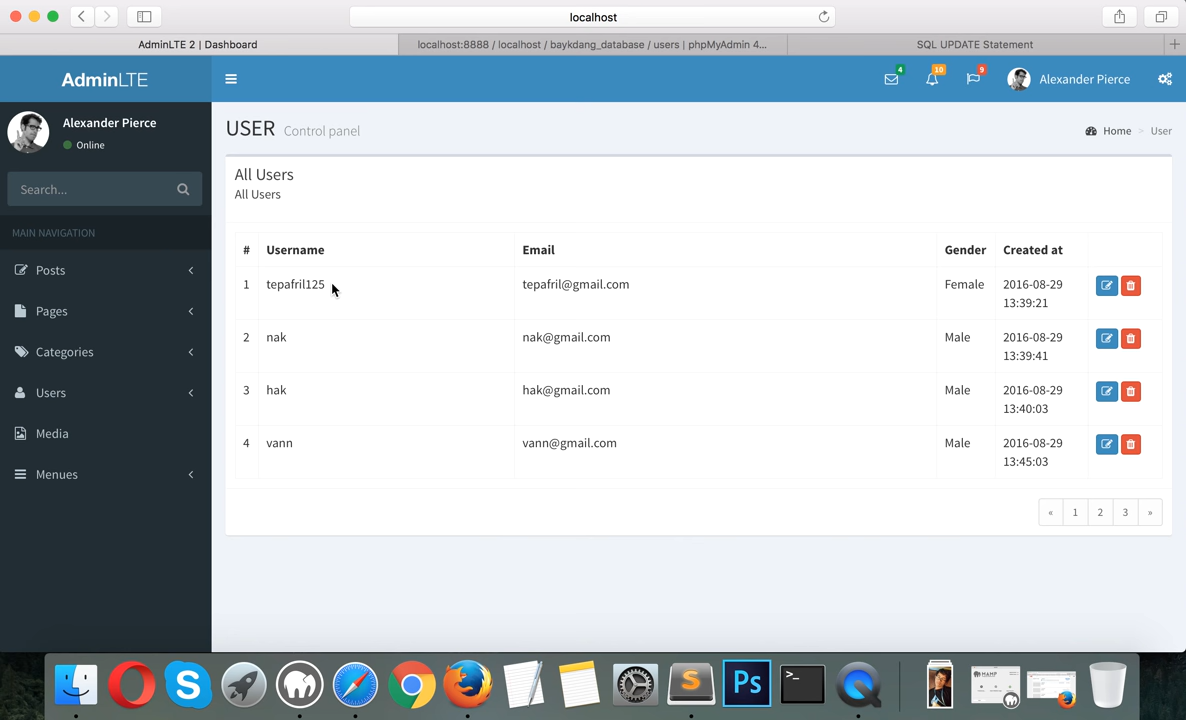 localhost
AdminLTE 2 | Dashboard
localhost:8888 / localhost / baykdang_database / users | phpMyAdmin 4...
SQL UPDATE Statement
AdminLTE
4
10
9
Alexander Pierce
Alexander Pierce
Online
Search...
MAIN NAVIGATION
Posts
Pages
Categories
Users
Media
Menues
USER Control panel
Home > User
All Users
All Users
# Username Email Gender Created at
1 tepafril125 tepafril@gmail.com Female 2016-08-29
13:39:21
2 nak nak@gmail.com Male 2016-08-29
13:39:41
3 hak hak@gmail.com Male 2016-08-29
13:40:03
4 vann vann@gmail.com Male 2016-08-29
13:45:03
« 1 2 3 »
Ps
MAMP